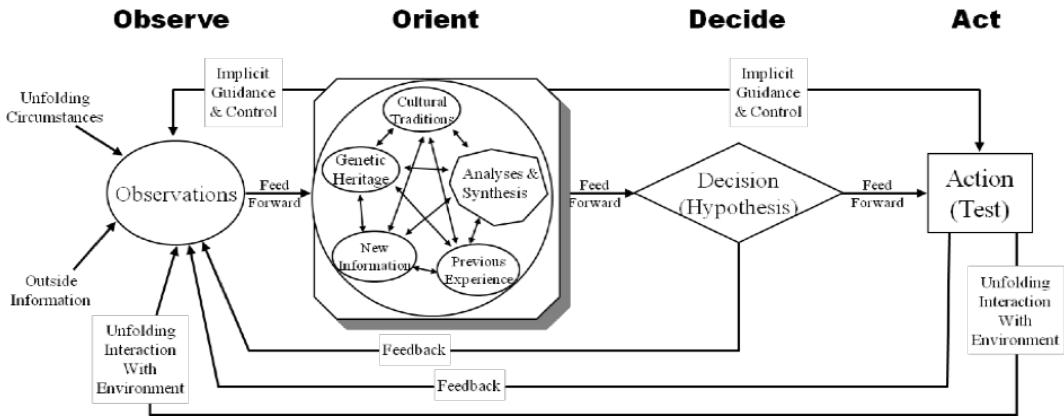 Observe
Orient
Decide
Act
Implicit
Guidance
& Control
Implicit
Guidance
& Control
Unfolding
Circumstances
Cultural
Traditions
Genetic
Heritage
Analyses &
Synthesis
New
Information
Previous
Experience
Observations
Feed
Forward
Feed
Forward
Decision
(Hypothesis)
Feed
Forward
Action
(Test)
Outside
Information
Unfolding
Interaction
With
Environment
Unfolding
Interaction
With
Environment
Feedback
Feedback